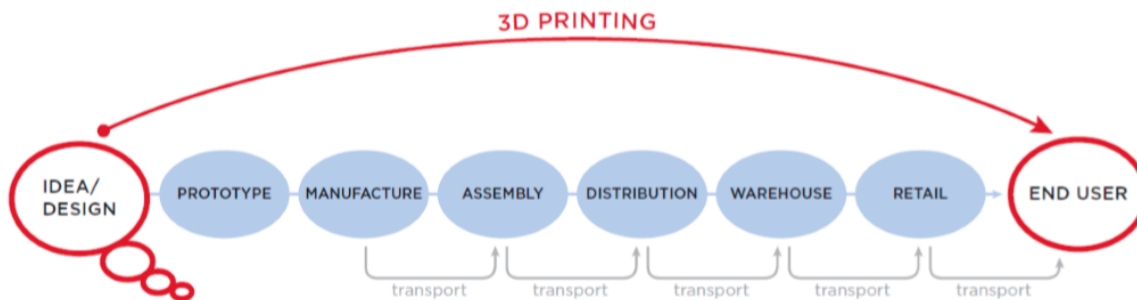 3D PRINTING
IDEA/
DESIGN
PROTOTYPE
MANUFACTURE
ASSEMBLY
DISTRIBUTION
WAREHOUSE
RETAIL
END USER
transport
transport
transport
transport
transport